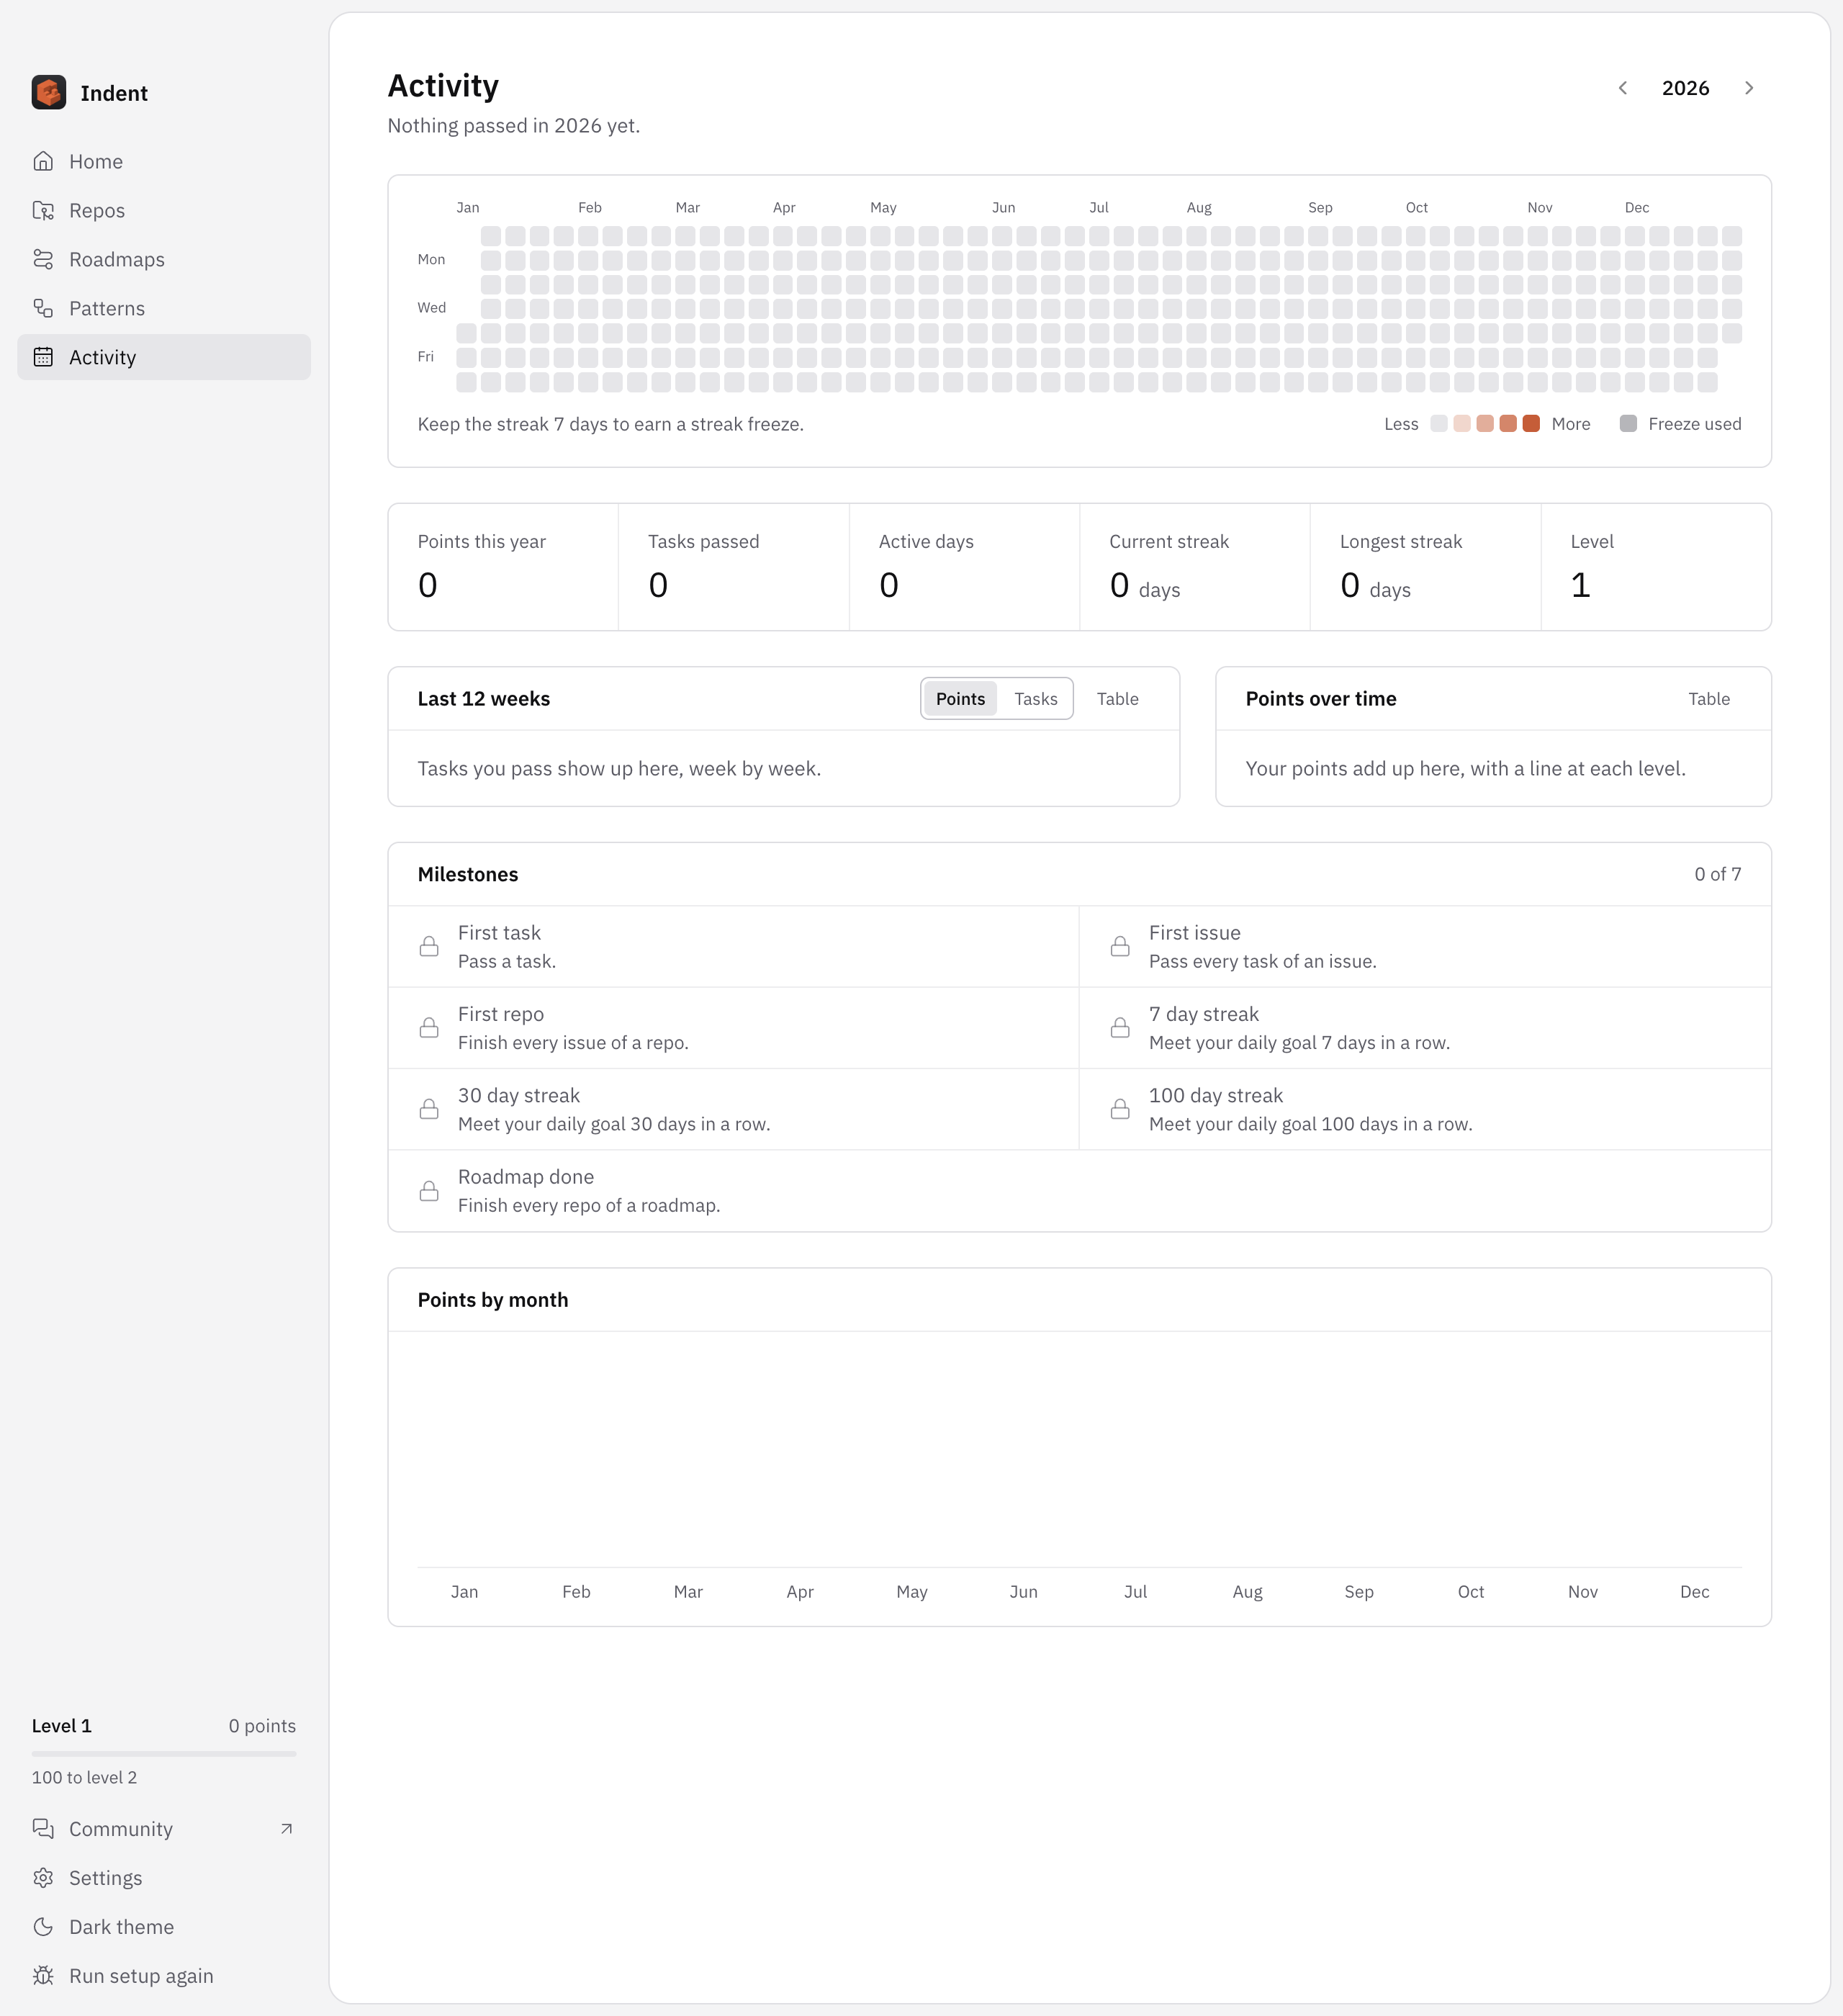 Indent
Home
Repos
Roadmaps
Patterns
Activity
Level 1 0 points
100 to level 2
Community
Settings
Dark theme
Run setup again
Activity
2026
Nothing passed in 2026 yet.
Jan Feb Mar Apr May Jun Jul Aug Sep Oct Nov Dec
Mon
Wed
Fri
Keep the streak 7 days to earn a streak freeze.
Less More Freeze used
Points this year
0
Tasks passed
0
Active days
0
Current streak
0 days
Longest streak
0 days
Level
1
Last 12 weeks Points Tasks Table
Tasks you pass show up here, week by week.
Points over time Table
Your points add up here, with a line at each level.
Milestones 0 of 7
First task
Pass a task.
First issue
Pass every task of an issue.
First repo
Finish every issue of a repo.
7 day streak
Meet your daily goal 7 days in a row.
30 day streak
Meet your daily goal 30 days in a row.
100 day streak
Meet your daily goal 100 days in a row.
Roadmap done
Finish every repo of a roadmap.
Points by month
Jan Feb Mar Apr May Jun Jul Aug Sep Oct Nov Dec